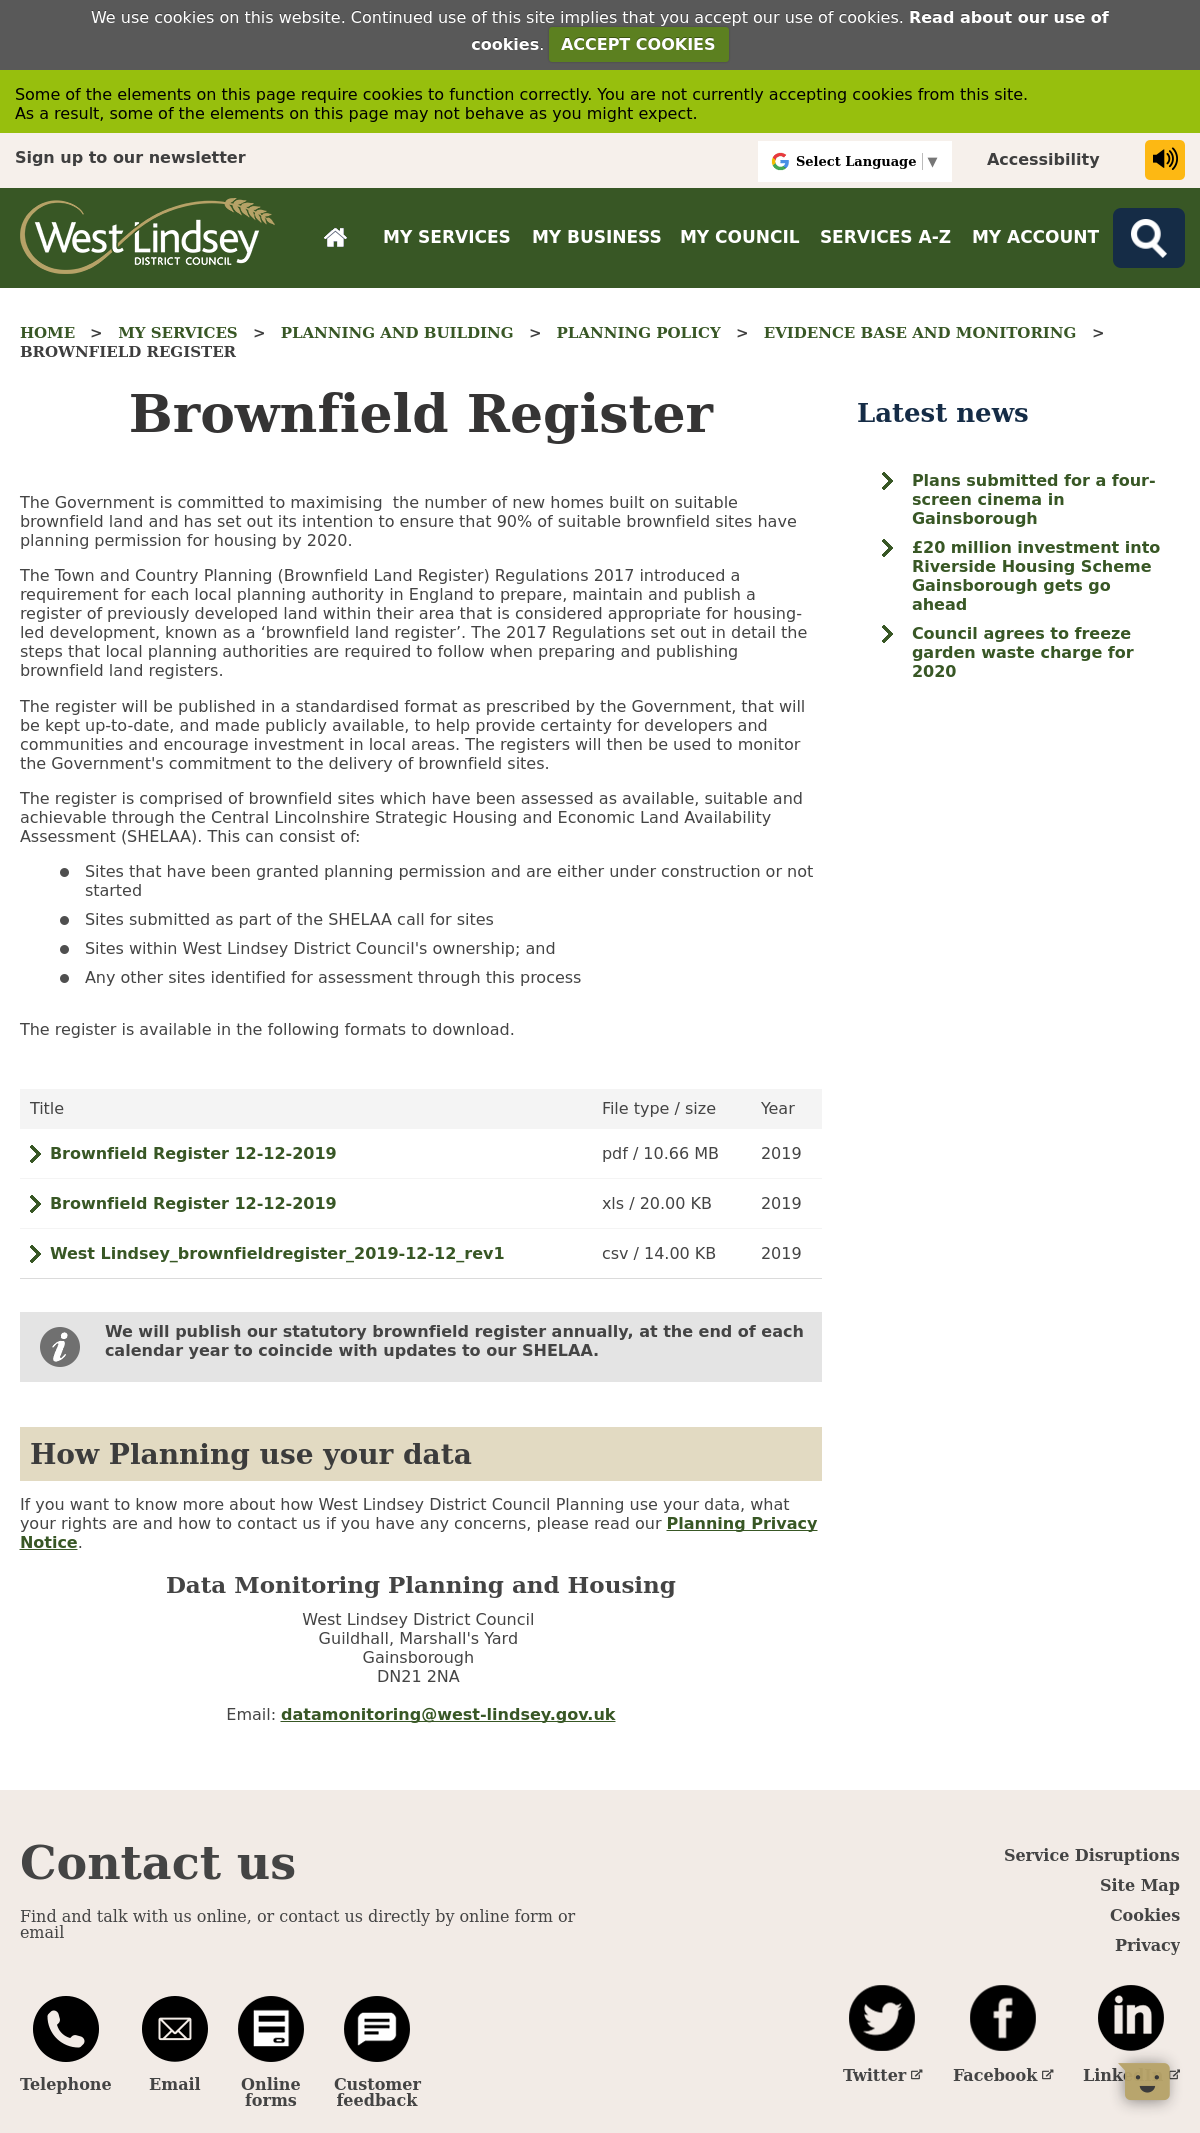 We use cookies on this website. Continued use of this site implies that you accept our use of cookies. Read about our use of
cookies. ACCEPT COOKIES
Some of the elements on this page require cookies to function correctly. You are not currently accepting cookies from this site.
As a result, some of the elements on this page may not behave as you might expect.
Sign up to our newsletter
Select Language ▼
Accessibility
West Lindsey
DISTRICT COUNCIL
MY SERVICES MY BUSINESS MY COUNCIL SERVICES A-Z MY ACCOUNT
HOME > MY SERVICES > PLANNING AND BUILDING > PLANNING POLICY > EVIDENCE BASE AND MONITORING >
BROWNFIELD REGISTER
Brownfield Register
The Government is committed to maximising  the number of new homes built on suitable
brownfield land and has set out its intention to ensure that 90% of suitable brownfield sites have
planning permission for housing by 2020.
The Town and Country Planning (Brownfield Land Register) Regulations 2017 introduced a
requirement for each local planning authority in England to prepare, maintain and publish a
register of previously developed land within their area that is considered appropriate for housing-
led development, known as a ‘brownfield land register’. The 2017 Regulations set out in detail the
steps that local planning authorities are required to follow when preparing and publishing
brownfield land registers.
The register will be published in a standardised format as prescribed by the Government, that will
be kept up-to-date, and made publicly available, to help provide certainty for developers and
communities and encourage investment in local areas. The registers will then be used to monitor
the Government's commitment to the delivery of brownfield sites.
The register is comprised of brownfield sites which have been assessed as available, suitable and
achievable through the Central Lincolnshire Strategic Housing and Economic Land Availability
Assessment (SHELAA). This can consist of:
Sites that have been granted planning permission and are either under construction or not
started
Sites submitted as part of the SHELAA call for sites
Sites within West Lindsey District Council's ownership; and
Any other sites identified for assessment through this process
The register is available in the following formats to download.
Title File type / size Year
Brownfield Register 12-12-2019 pdf / 10.66 MB 2019
Brownfield Register 12-12-2019 xls / 20.00 KB 2019
West Lindsey_brownfieldregister_2019-12-12_rev1 csv / 14.00 KB 2019
We will publish our statutory brownfield register annually, at the end of each
calendar year to coincide with updates to our SHELAA.
How Planning use your data
If you want to know more about how West Lindsey District Council Planning use your data, what
your rights are and how to contact us if you have any concerns, please read our Planning Privacy
Notice.
Data Monitoring Planning and Housing
West Lindsey District Council
Guildhall, Marshall's Yard
Gainsborough
DN21 2NA
Email: datamonitoring@west-lindsey.gov.uk
Latest news
Plans submitted for a four-
screen cinema in
Gainsborough
£20 million investment into
Riverside Housing Scheme
Gainsborough gets go
ahead
Council agrees to freeze
garden waste charge for
2020
Contact us
Find and talk with us online, or contact us directly by online form or
email
Telephone
Email
Online
forms
Customer
feedback
Service Disruptions
Site Map
Cookies
Privacy
Twitter
Facebook